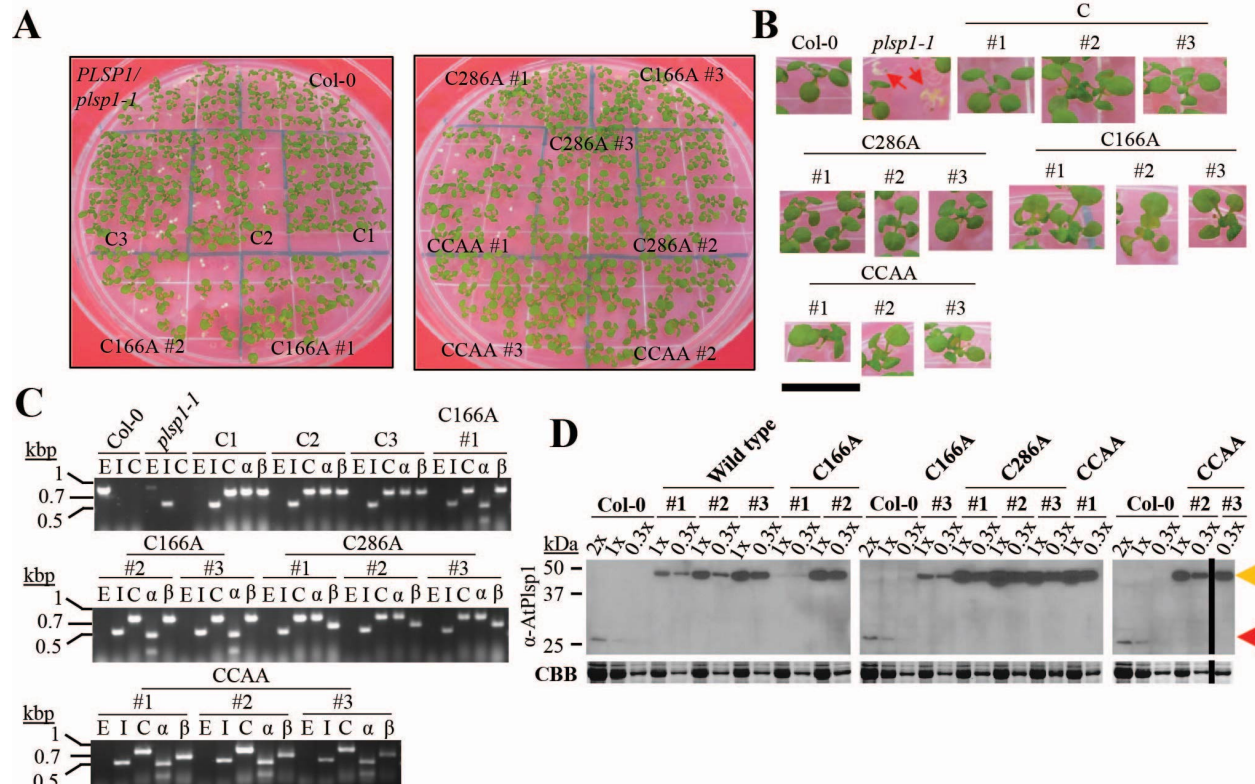 A
PLSP1/
plsp1-1
Col-0
C3
C2
C1
C166A #2
C166A #1
C286A #1
C166A #3
C286A #3
CCAA #1
C286A #2
CCAA #3
CCAA #2
B
C
Col-0 plsp1-1 #1 #2 #3
C286A C166A
#1 #2 #3 #1 #2 #3
CCAA
#1 #2 #3
C
kbp Col-0 plsp1-1 C1 C2 C3 C166A #1
E I C E I C E I C α β E I C α β E I C α β E I C α β
1
0.7
0.5
C166A C286A
kbp #2 #3 #1 #2 #3
E I C α β E I C α β E I C α β E I C α β E I C α β
1
0.7
0.5
CCAA
kbp #1 #2 #3
E I C α β E I C α β E I C α β
1
0.7
0.5
D
Wild type C166A C166A C286A CCAA CCAA
Col-0 #1 #2 #3 #1 #2 Col-0 #3 #1 #2 #3 #1 Col-0 #2 #3
kDa 2x 1x 0.3x 1x 0.3x 1x 0.3x 1x 0.3x 1x 0.3x 1x 0.3x 2x 1x 0.3x 1x 0.3x 1x 0.3x 1x 0.3x 1x 0.3x 1x 0.3x 2x 1x 0.3x 1x 0.3x 0.3x
50
37
25
α-AtPlsp1
CBB